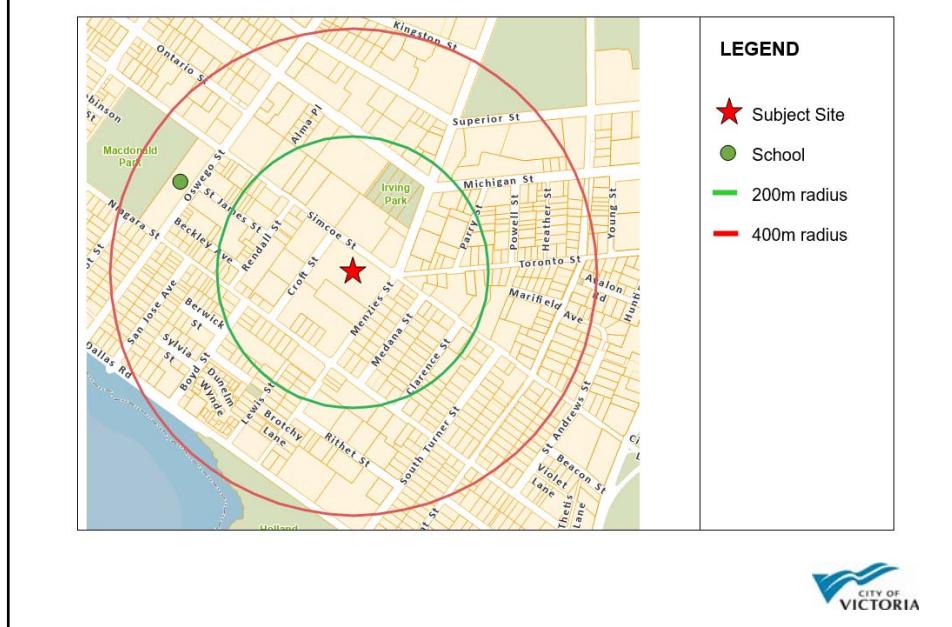 Kingston St
Ontario St
Superior St
Alma Pl
Macdonald
Park
Oswego St
Irving
Park
Michigan St
St James St
Simcoe St
Parry St
Powell St
Heather St
Young St
Niagara St
Beckley Ave
Rendall St
Croft St
Toronto St
Avalon
Rd
Marifield Ave
San Jose Ave
Berwick
St
Menzies St
Medana St
Clarence St
Dallas Rd
Sylvia
St
Boyd St
Dunelm
Wynde
Lewis St
Brotchy
Lane
Rithet St
South Turner St
St Andrews St
Beacon St
Violet
Lane
Thetis
Lane
LEGEND
Subject Site
School
200m radius
400m radius
CITY OF
VICTORIA